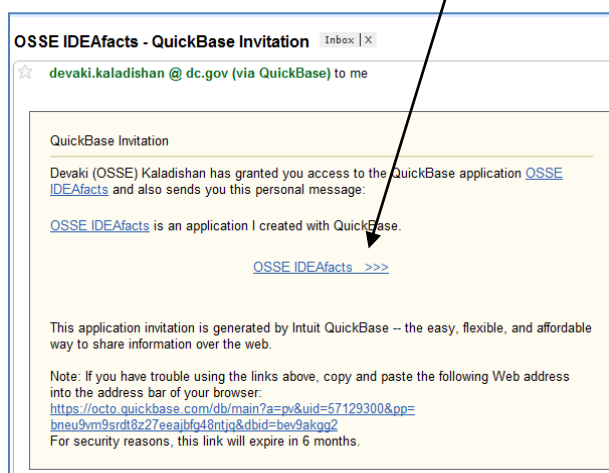 OSSE IDEAfacts - QuickBase Invitation Inbox | X
devaki.kaladishan @ dc.gov (via QuickBase) to me
QuickBase Invitation
Devaki (OSSE) Kaladishan has granted you access to the QuickBase application OSSE
IDEAfacts and also sends you this personal message:
OSSE IDEAfacts is an application I created with QuickBase.
OSSE IDEAfacts >>>
This application invitation is generated by Intuit QuickBase -- the easy, flexible, and affordable
way to share information over the web.
Note: If you have trouble using the links above, copy and paste the following Web address
into the address bar of your browser:
https://octo.quickbase.com/db/main?a=pv&uid=57129300&pp=
bneu9vm9srdt8z27eeajbfg48ntjq&dbid=bev9akgg2
For security reasons, this link will expire in 6 months.